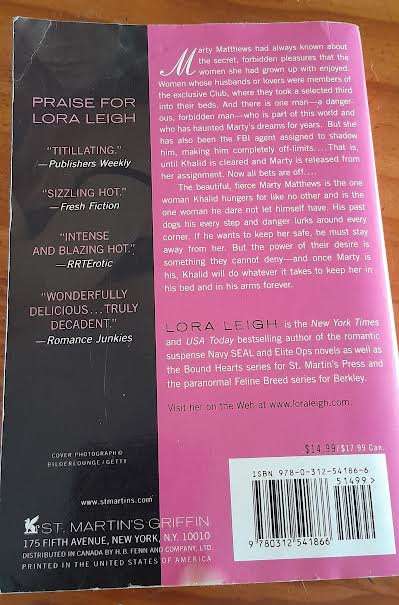 PRAISE FOR
LORA LEIGH
"TITILLATING."
—Publishers Weekly
"SIZZLING HOT."
—Fresh Fiction
"INTENSE
AND BLAZING HOT."
—RRTErotic
"WONDERFULLY
DELICIOUS...TRULY
DECADENT."
—Romance Junkies
COVER PHOTOGRAPH ©
BILDERLOUNGE/GETTY
www.stmartins.com
ST. MARTIN'S GRIFFIN
175 FIFTH AVENUE, NEW YORK, N.Y. 10010
DISTRIBUTED IN CANADA BY H. B. FENN AND COMPANY, LTD.
PRINTED IN THE UNITED STATES OF AMERICA
Marty Matthews had always known about
the secret, forbidden pleasures that the
women she had grown up with enjoyed.
Women whose husbands or lovers were members of
the exclusive Club, where they took a selected third
into their beds. And there is one man—a danger-
ous, forbidden man—who is part of this world and
who has haunted Marty's dreams for years. But she
has also been the FBI agent assigned to shadow
him, making him completely off-limits.... That is,
until Khalid is cleared and Marty is released from
her assignment. Now all bets are off....
The beautiful, fierce Marty Matthews is the one
woman Khalid hungers for like no other and is the
one woman he dare not let himself have. His past
dogs his every step and danger lurks around every
corner. If he wants to keep her safe, he must stay
away from her. But the power of their desire is
something they cannot deny—and once Marty is
his, Khalid will do whatever it takes to keep her in
his bed and in his arms forever.
LORA LEIGH is the New York Times
and USA Today bestselling author of the romantic
suspense Navy SEAL and Elite Ops novels as well as
the Bound Hearts series for St. Martin's Press and
the paranormal Feline Breed series for Berkley.
Visit her on the Web at www.loraleigh.com.
$14.99/$17.99 Can.
ISBN 978-0-312-54186-6
51499>
9 780312 541866